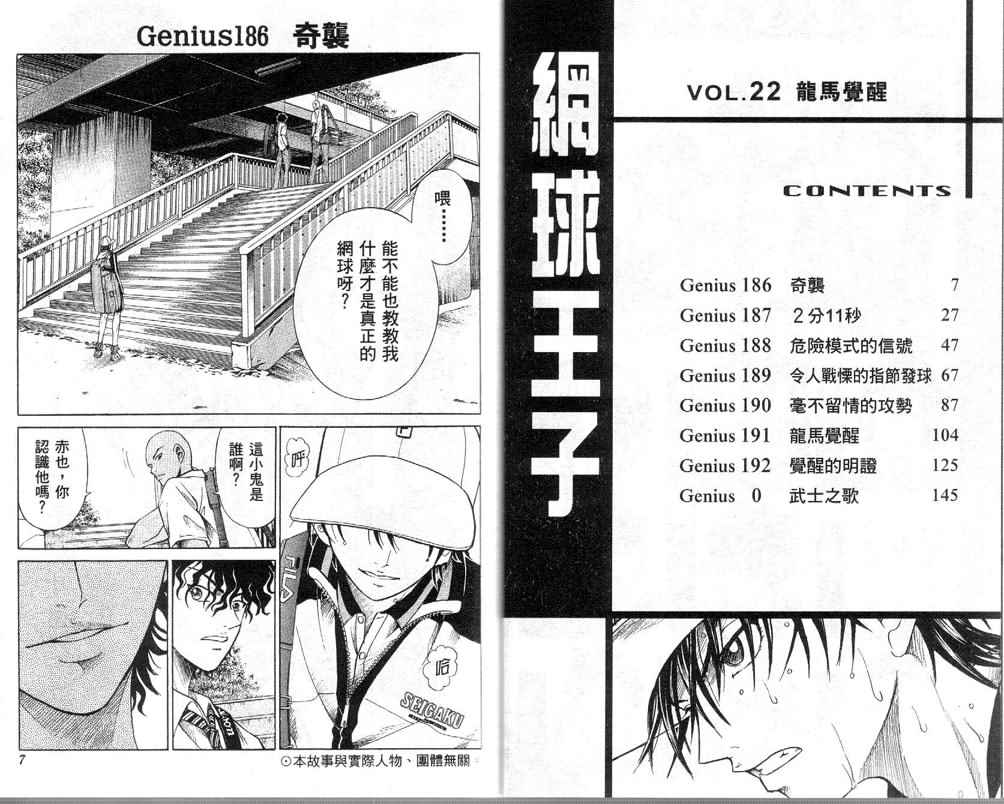 網球王子
VOL.22 龍馬覺醒
CONTENTS
Genius 186 奇襲 7
Genius 187 2分11秒 27
Genius 188 危險模式的信號 47
Genius 189 令人戰慄的指節發球 67
Genius 190 毫不留情的攻勢 87
Genius 191 龍馬覺醒 104
Genius 192 覺醒的明證 125
Genius 0 武士之歌 145
Genius186 奇襲
喂……
能不能也教教我
什麼才是真正的
網球呀?
呼
哈
SEIGAKU
這小鬼是
誰啊?
赤也,你
認識他嗎?
7
⊙本故事與實際人物、團體無關。